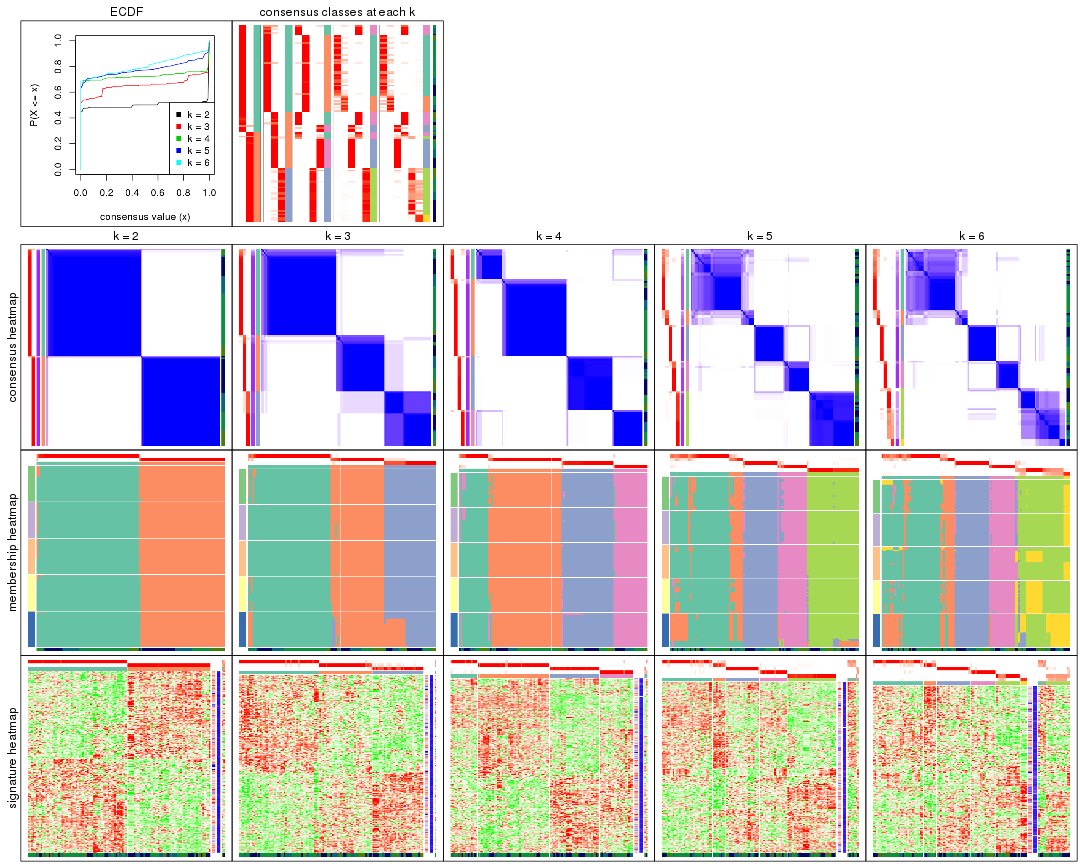 ECDF
consensus classes at each k
P(X <= x)
0.0 0.2 0.4 0.6 0.8 1.0
k = 2
k = 3
k = 4
k = 5
k = 6
0.0 0.2 0.4 0.6 0.8 1.0
consensus value (x)
k = 2 k = 3 k = 4 k = 5 k = 6
consensus heatmap
membership heatmap
signature heatmap